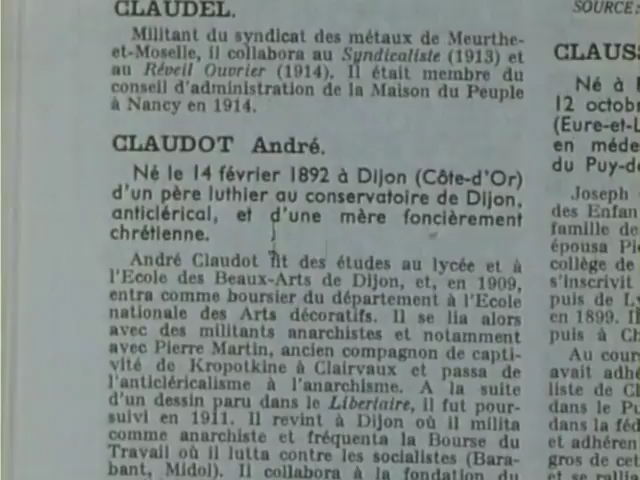 CLAUDEL.
Militant du syndicat des métaux de Meurthe-
et-Moselle, il collabora au Syndicaliste (1913) et
au Réveil Ouvrier (1914). Il était membre du
conseil d'administration de la Maison du Peuple
à Nancy en 1914.
CLAUDOT André.
Né le 14 février 1892 à Dijon (Côte-d'Or)
d'un père luthier au conservatoire de Dijon,
anticlérical, et d'une mère foncièrement
chrétienne.
André Claudot fit des études au lycée et à
l'Ecole des Beaux-Arts de Dijon, et, en 1909,
entra comme boursier du département à l'Ecole
nationale des Arts décoratifs. Il se lia alors
avec des militants anarchistes et notamment
avec Pierre Martin, ancien compagnon de capti-
vité de Kropotkine à Clairvaux et passa de
l'anticléricalisme à l'anarchisme. A la suite
d'un dessin paru dans le Libertaire, il fut pour-
suivi en 1911. Il revint à Dijon où il milita
comme anarchiste et fréquenta la Bourse du
Travail où il lutta contre les socialistes (Bara-
bant, Midol). Il collabora à la fondation du
SOURCE:
CLAUS
Né à
12 octob
(Eure-et-L
en méde
du Puy-de
Joseph
des Enfan
famille de
épousa Pi
collège de
s'inscrivit
puis de L
en 1899. Il
puis à Ch
Au cour
avait adhé
liste de Cl
dans le Pu
dans la féd
et adhéren
gros de cet
et se rallia